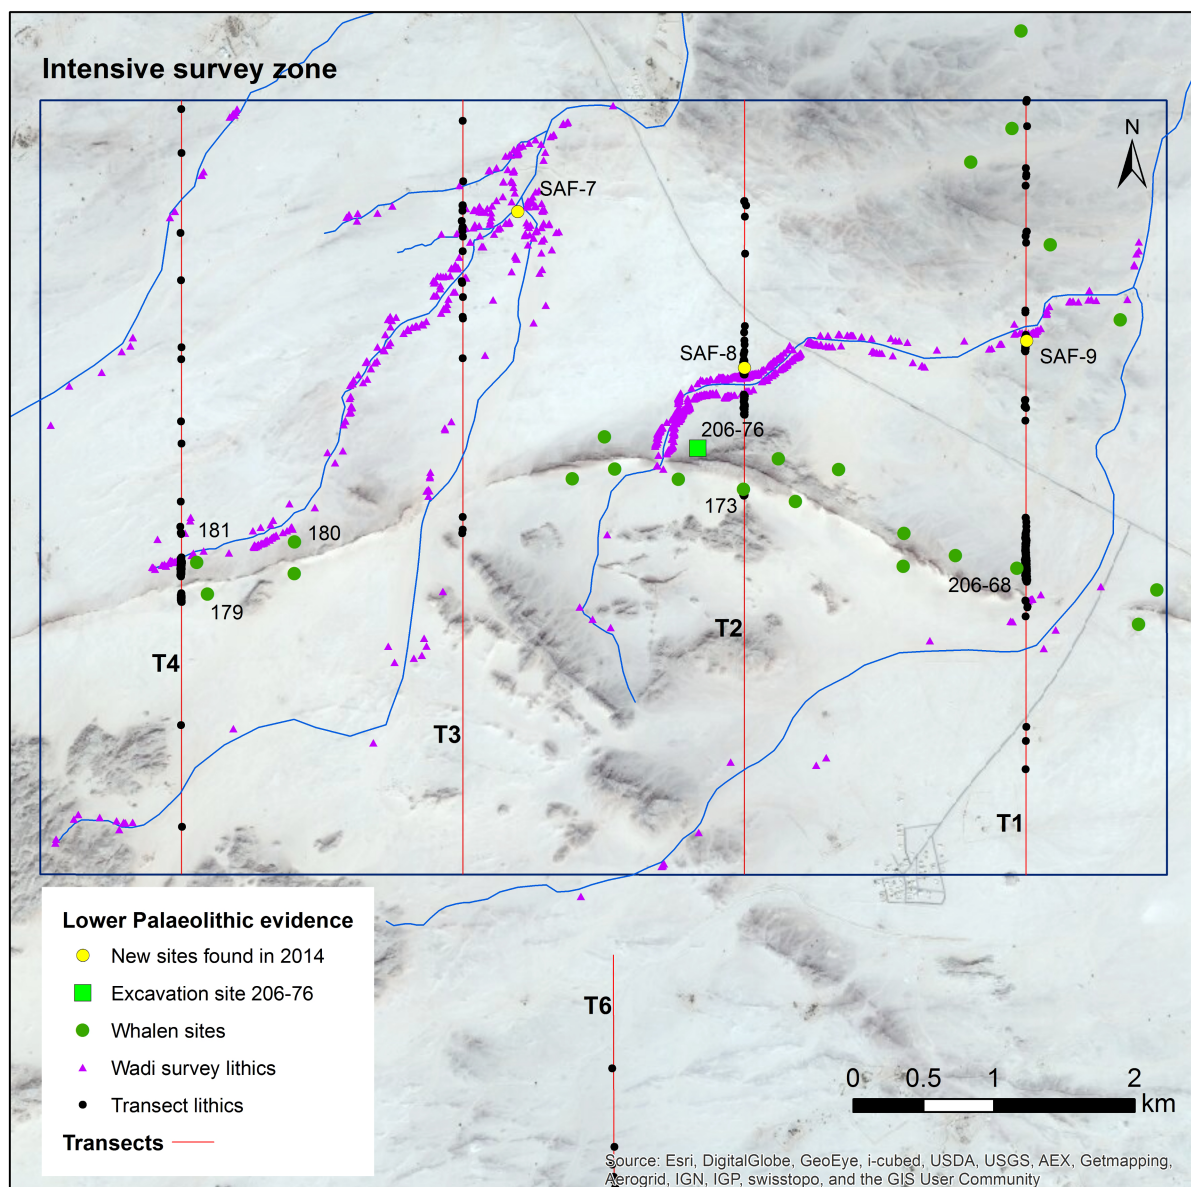 Intensive survey zone
N
SAF-7
SAF-8
SAF-9
206-76
173
181
180
206-68
179
T2
T4
T3
T1
Lower Palaeolithic evidence
New sites found in 2014
Excavation site 206-76
Whalen sites
Wadi survey lithics
Transect lithics
Transects
T6
0 0.5 1 2
km
Source: Esri, DigitalGlobe, GeoEye, i-cubed, USDA, USGS, AEX, Getmapping,
Aerogrid, IGN, IGP, swisstopo, and the GIS User Community